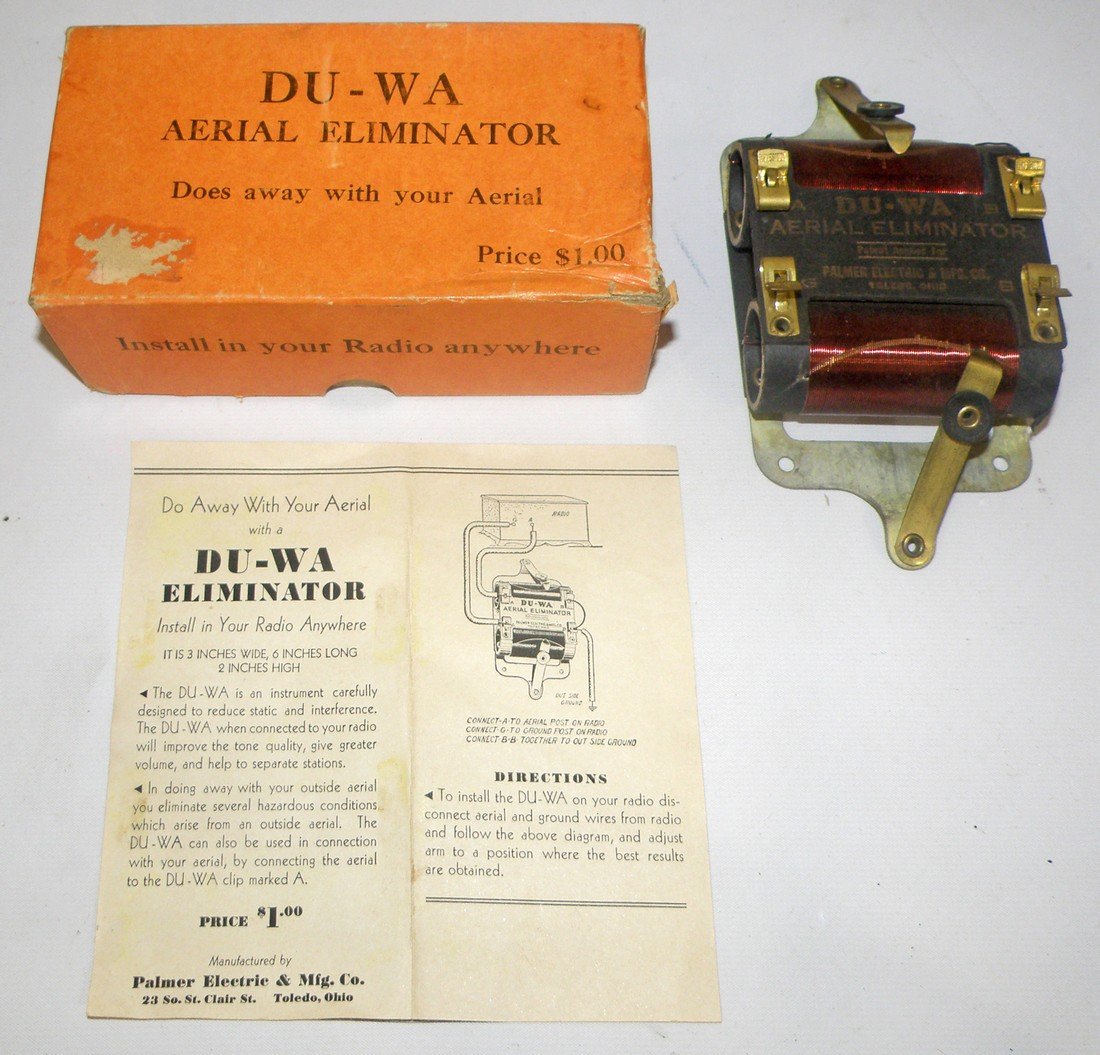 DU-WA
AERIAL ELIMINATOR
Does away with your Aerial
Price $1.00
Install in your Radio anywhere
A DU-WA B
AERIAL ELIMINATOR
PALMER ELECTRIC & MFG. CO.
TOLEDO, OHIO
G B
Do Away With Your Aerial
with a
DU-WA
ELIMINATOR
Install in Your Radio Anywhere
IT IS 3 INCHES WIDE, 6 INCHES LONG
2 INCHES HIGH
◄ The DU-WA is an instrument carefully
designed to reduce static and interference.
The DU-WA when connected to your radio
will improve the tone quality, give greater
volume, and help to separate stations.
◄ In doing away with your outside aerial
you eliminate several hazardous conditions
which arise from an outside aerial. The
DU-WA can also be used in connection
with your aerial, by connecting the aerial
to the DU-WA clip marked A.
PRICE $1.00
Manufactured by
Palmer Electric & Mfg. Co.
23 So. St. Clair St. Toledo, Ohio
RADIO
G A
A DU-WA B
AERIAL ELIMINATOR
PALMER ELECTRIC & MFG. CO.
OUT SIDE
GROUND
CONNECT-A-TO AERIAL POST ON RADIO
CONNECT-G-TO GROUND POST ON RADIO
CONNECT-B-B TOGETHER TO OUT SIDE GROUND
DIRECTIONS
◄ To install the DU-WA on your radio dis-
connect aerial and ground wires from radio
and follow the above diagram, and adjust
arm to a position where the best results
are obtained.